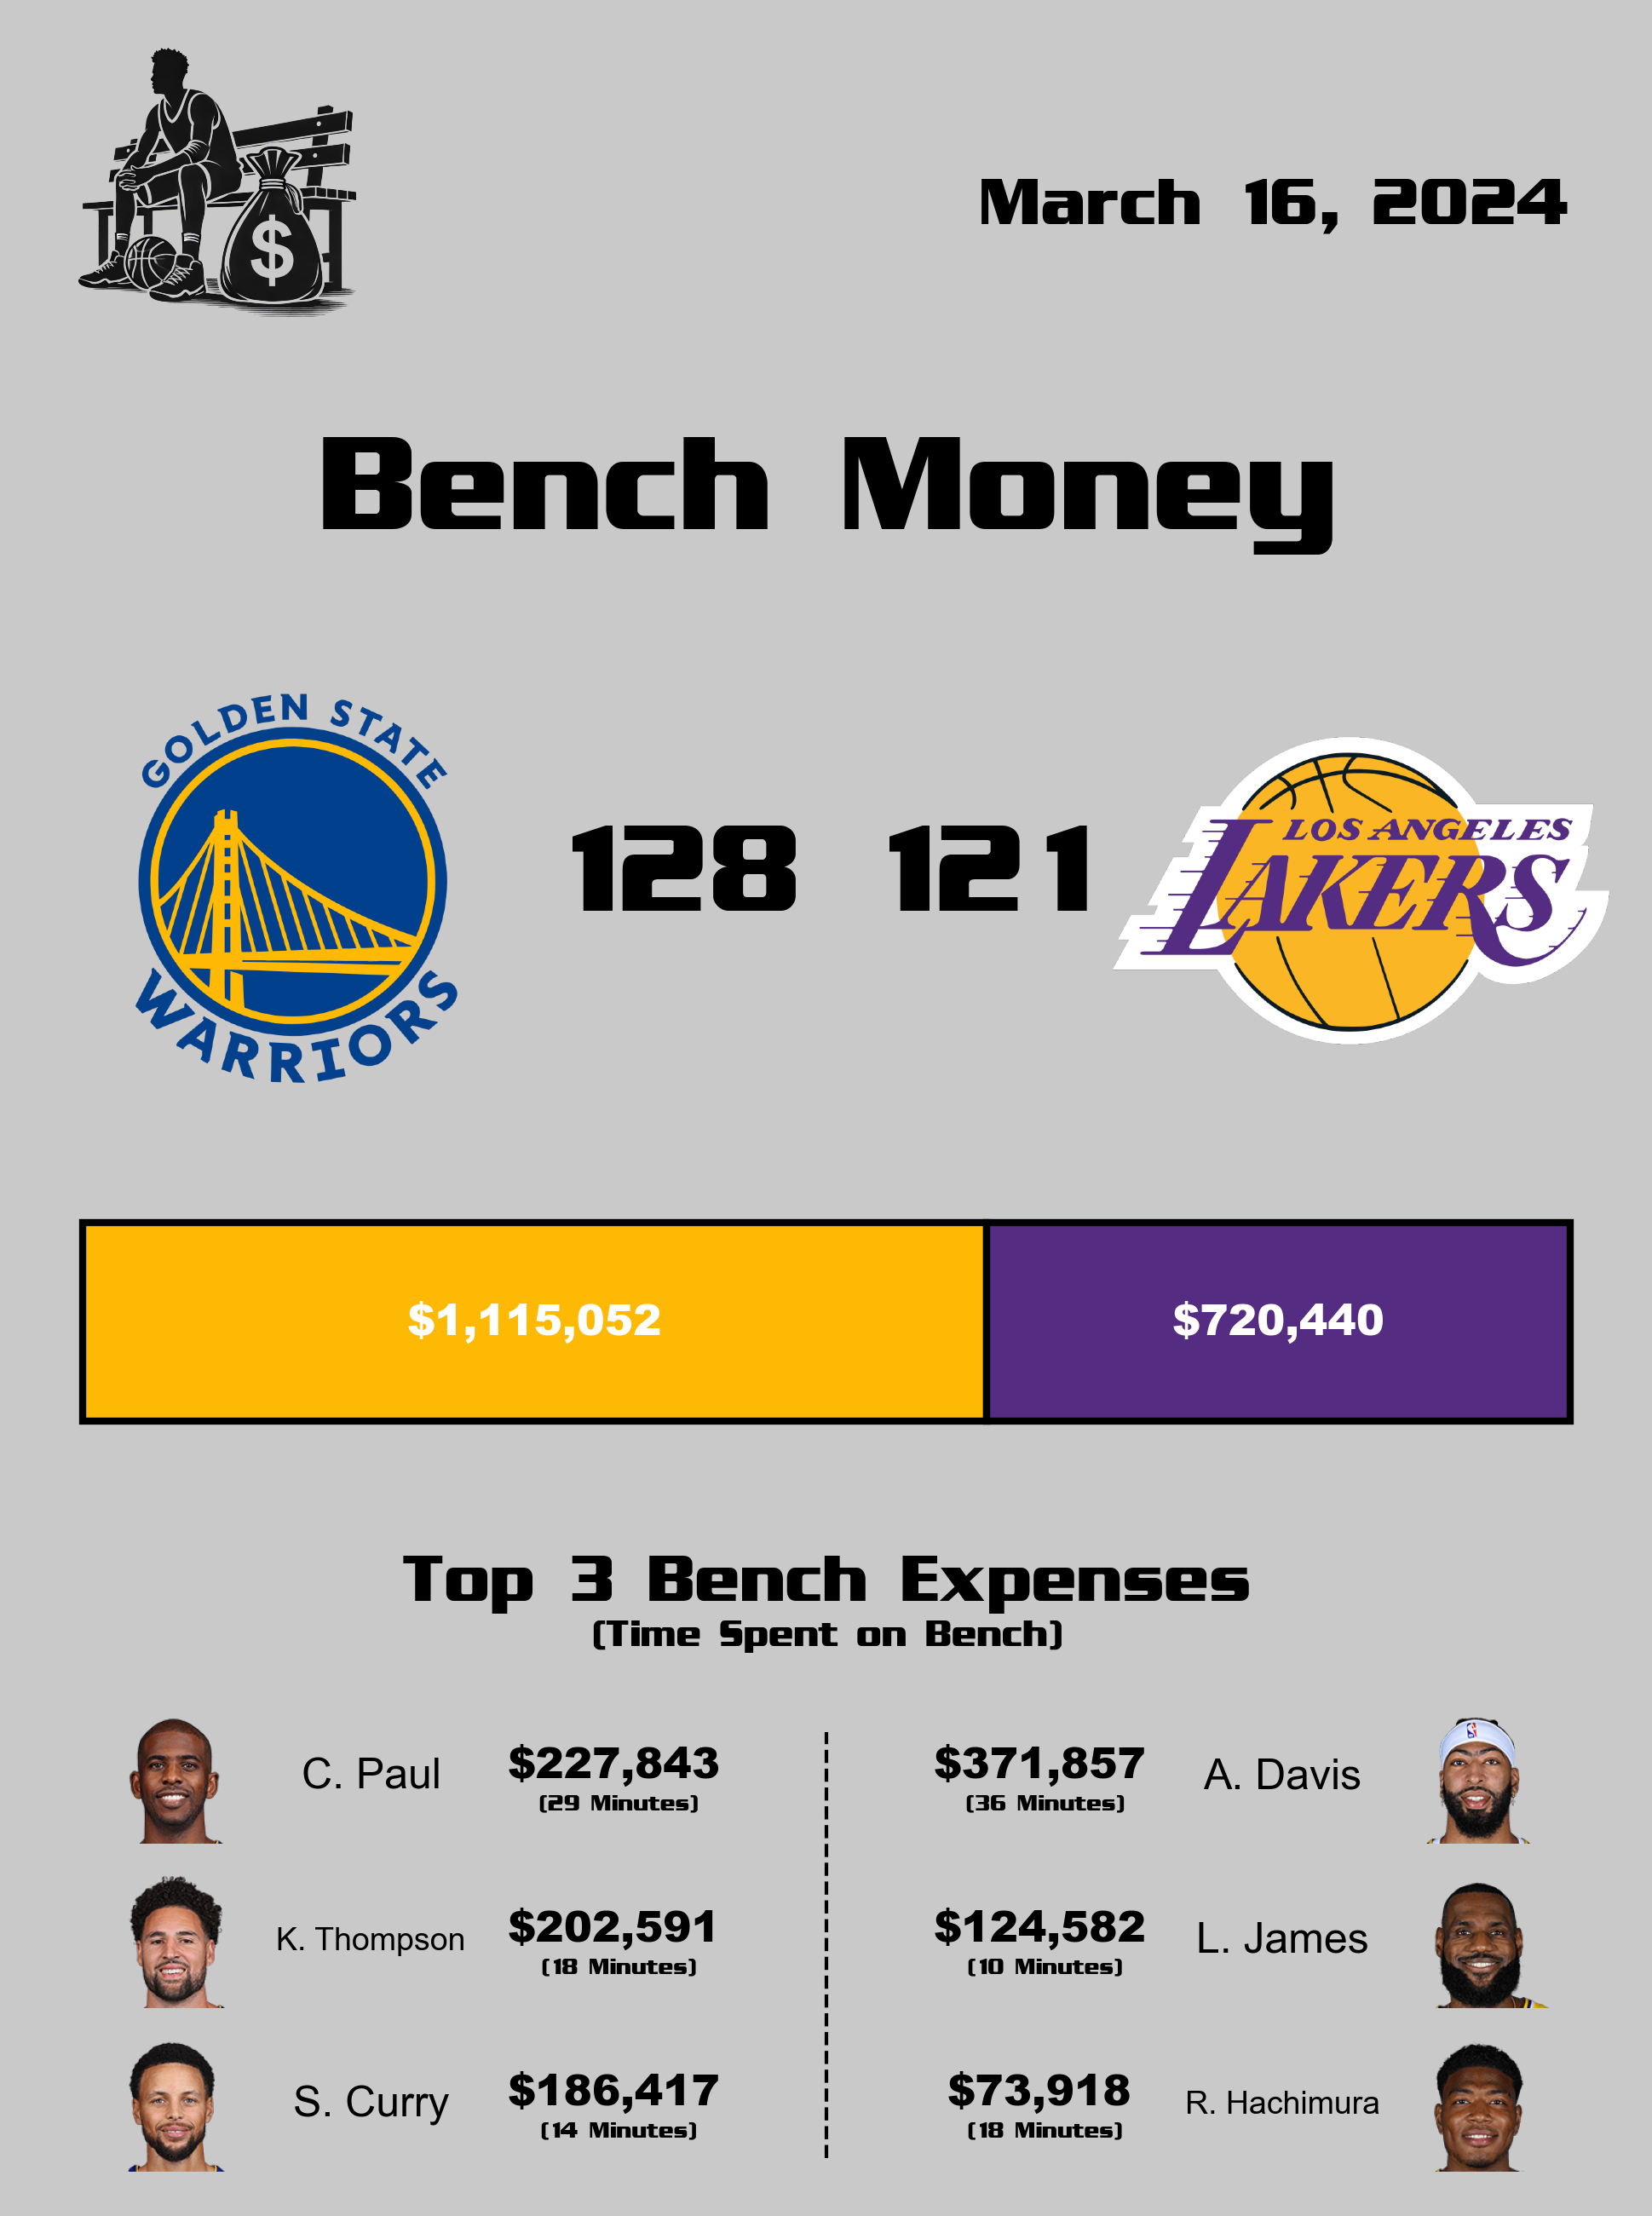 $
March 16, 2024
Bench Money
GOLDEN STATE
WARRIORS
128 121
LOS ANGELES
LAKERS
$1,115,052 $720,440
Top 3 Bench Expenses
(Time Spent on Bench)
C. Paul $227,843
(29 Minutes)
$371,857 A. Davis
(36 Minutes)
K. Thompson $202,591
(18 Minutes)
$124,582 L. James
(10 Minutes)
S. Curry $186,417
(14 Minutes)
$73,918 R. Hachimura
(18 Minutes)